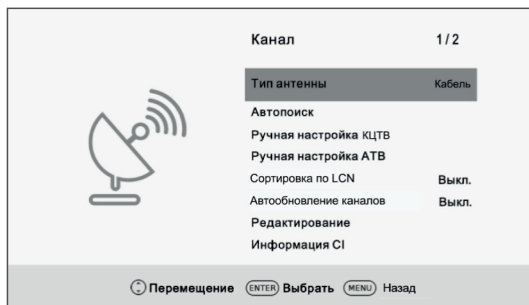 Канал 1/2
Тип антенны Кабель
Автопоиск
Ручная настройка КЦТВ
Ручная настройка АТВ
Сортировка по LCN Выкл.
Автообновление каналов Выкл.
Редактирование
Информация CI
Перемещение ENTER Выбрать MENU Назад